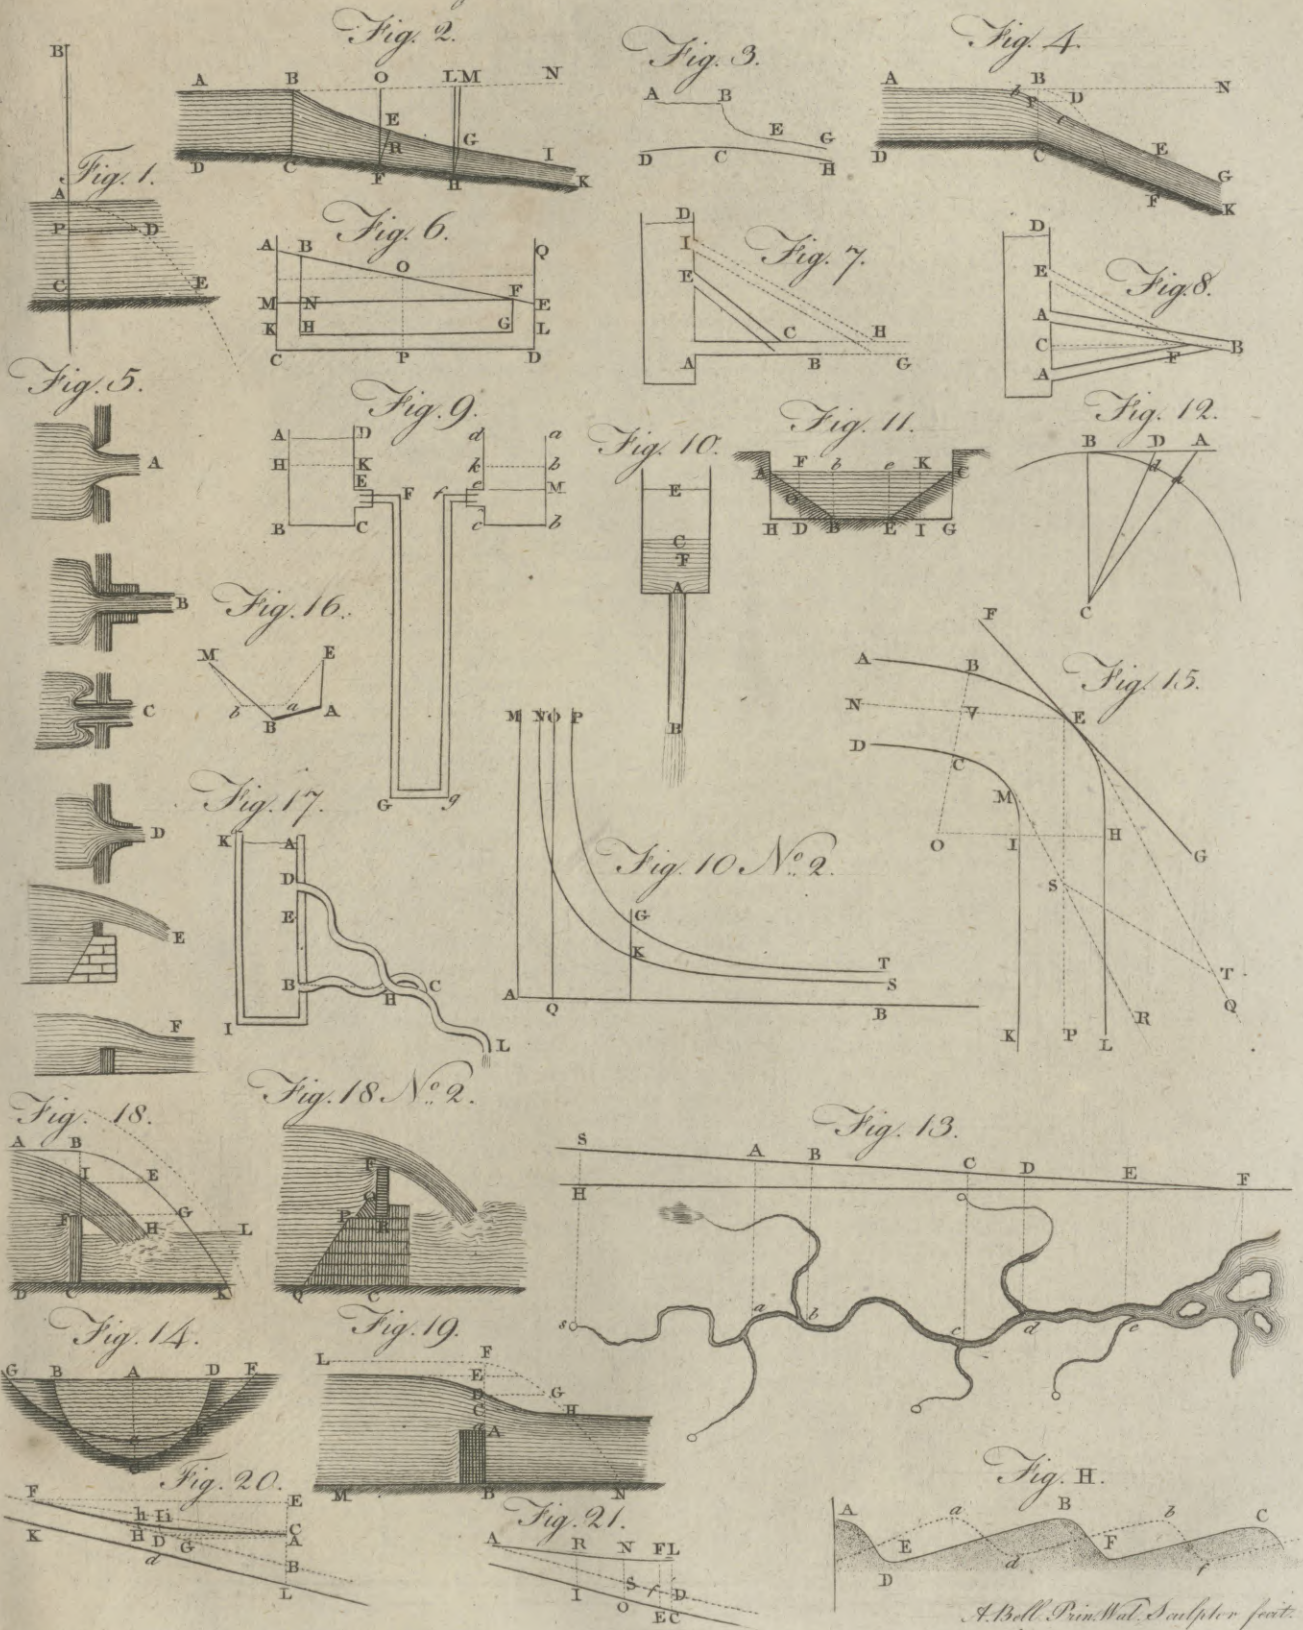 Fig. 2.
Fig. 3.
Fig. 4.
B
A B O L M N
E
R G I
D C F H K
A B
E G
D C H
A B N
b
F D
E
D C G
F K
Fig. 1.
A
P D
C E
Fig. 6.
A B Q
O
M N F E
K H G L
C P D
Fig. 7.
D
I
E
C H
A B G
Fig. 8.
D
E
A
C F B
A
Fig. 5.
A
B
C
D
E
F
Fig. 9.
A D d a
H K k b
E e M
F f
B C c b
G g
Fig. 10.
E
C
F
A
B
Fig. 11.
A F b e K C
O
H D B E I G
Fig. 12.
B D A
d a
C
Fig. 16.
M E
b a A
B
Fig. 15.
F
A B
N V E
D C
M
O I H
G
S
T
Q
R
K P L
Fig. 17.
K A
D
E
B H C
I L
Fig. 10 No. 2.
M N O P
G
K T
S
A Q B
Fig. 18.
A B
I E
F G
H L
D C K
Fig. 18 No. 2.
F
O
P R
Q C
Fig. 13.
S A B C D E F
H
s a b c d e
Fig. 14.
G B A D F
Fig. 19.
L F
E
D G
C H
A
M B N
Fig. 20.
F E
h I i C
K H D G A
d B
L
Fig. 21.
A R N F L
S f D
I O E C
Fig. H.
A a B b C
E F
D d f
A. Bell Prin. Wal. Sculptor fecit.